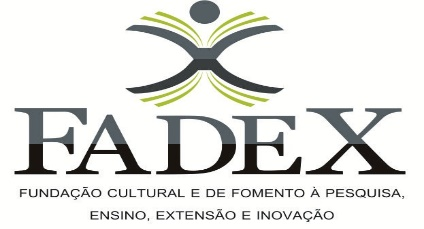 FADEX
FUNDAÇÃO CULTURAL E DE FOMENTO À PESQUISA,
ENSINO, EXTENSÃO E INOVAÇÃO